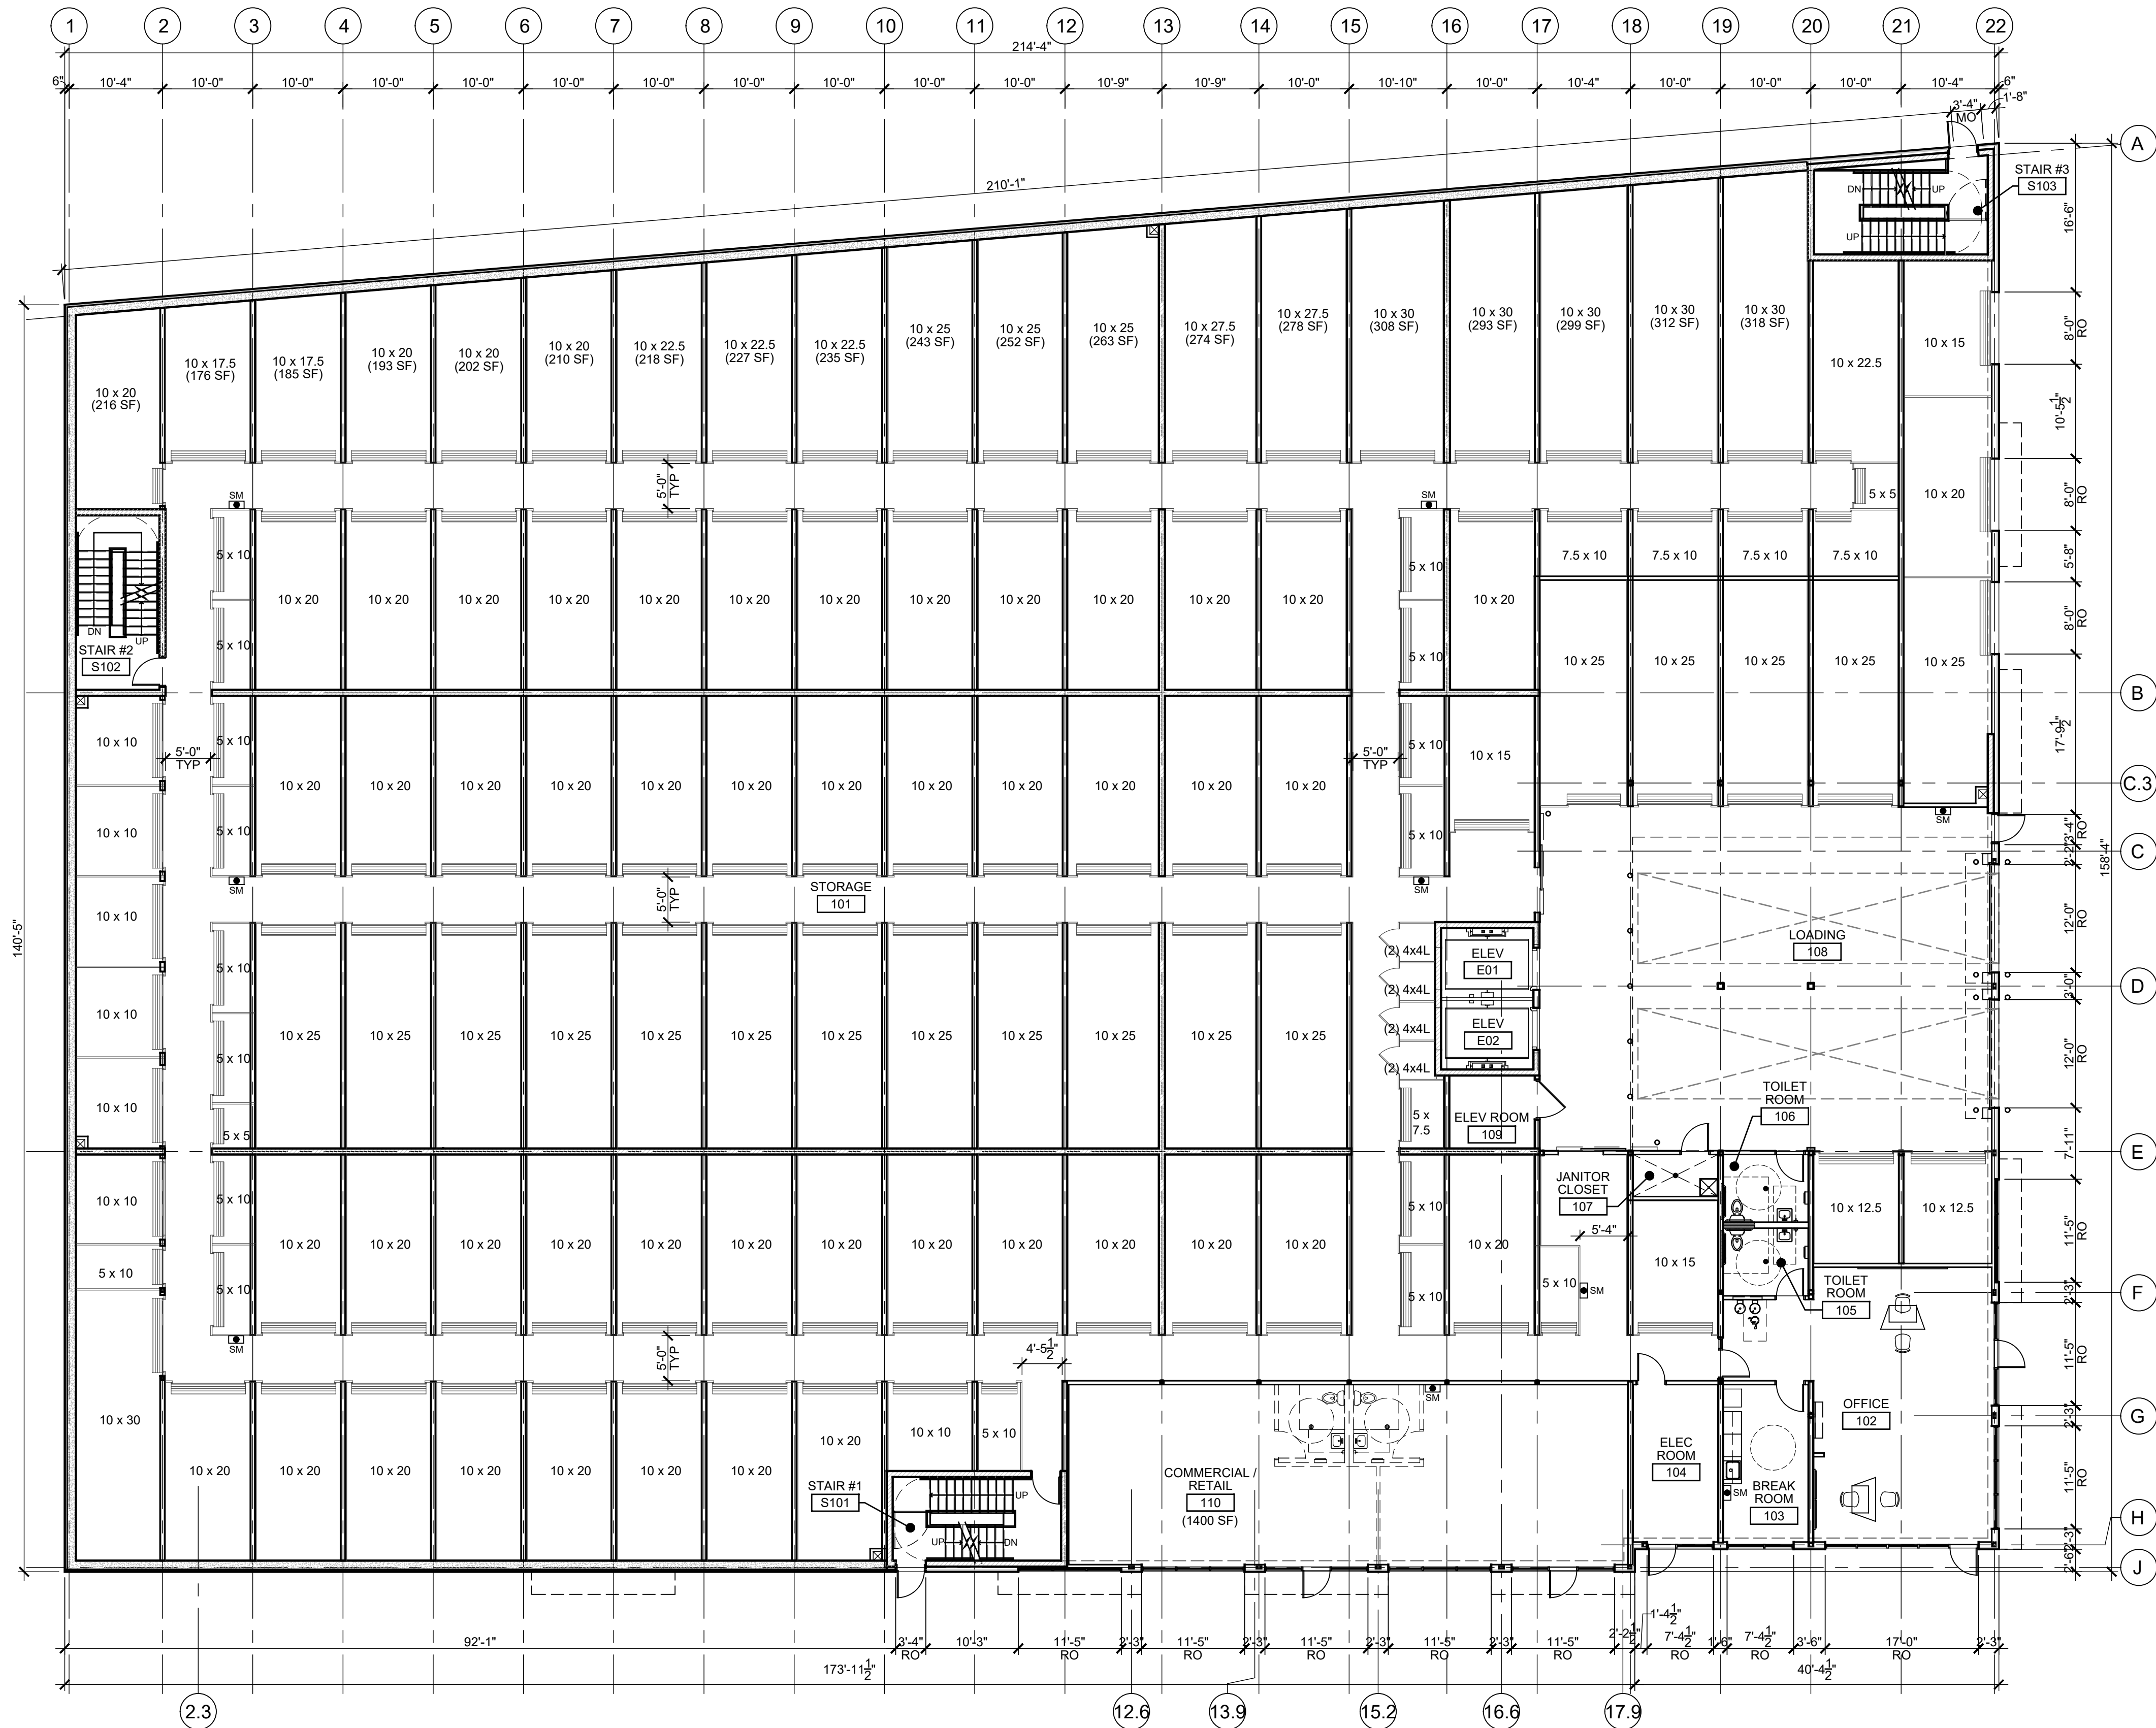 1 2 3 4 5 6 7 8 9 10 11 12 13 14 15 16 17 18 19 20 21 22
214'-4"
6" 10'-4" 10'-0" 10'-0" 10'-0" 10'-0" 10'-0" 10'-0" 10'-0" 10'-0" 10'-0" 10'-0" 10'-9" 10'-9" 10'-0" 10'-10" 10'-0" 10'-4" 10'-0" 10'-0" 10'-0" 10'-4" 6"
3'-4" 1'-8"
MO
A
210'-1"
STAIR #3
S103
DN UP
UP
16'-6"
10 x 20
(216 SF)
10 x 17.5
(176 SF)
10 x 17.5
(185 SF)
10 x 20
(193 SF)
10 x 20
(202 SF)
10 x 20
(210 SF)
10 x 22.5
(218 SF)
10 x 22.5
(227 SF)
10 x 22.5
(235 SF)
10 x 25
(243 SF)
10 x 25
(252 SF)
10 x 25
(263 SF)
10 x 27.5
(274 SF)
10 x 27.5
(278 SF)
10 x 30
(308 SF)
10 x 30
(293 SF)
10 x 30
(299 SF)
10 x 30
(312 SF)
10 x 30
(318 SF)
10 x 22.5
10 x 15
8'-0"
RO
10'-5 1/2"
5'-0"
TYP
SM
SM
5 x 5
10 x 20
8'-0"
RO
5'-8"
5 x 10
5 x 10
7.5 x 10 7.5 x 10 7.5 x 10 7.5 x 10
10 x 20 10 x 20 10 x 20 10 x 20 10 x 20 10 x 20 10 x 20 10 x 20 10 x 20 10 x 20 10 x 20 10 x 20
10 x 20
8'-0"
RO
DN
UP
STAIR #2
S102
5 x 10
5 x 10
10 x 25 10 x 25 10 x 25 10 x 25 10 x 25
B
10 x 10
5'-0"
TYP
5 x 10
5'-0"
TYP
5 x 10
10 x 15
17'-9 1/2"
10 x 20 10 x 20 10 x 20 10 x 20 10 x 20 10 x 20 10 x 20 10 x 20 10 x 20 10 x 20 10 x 20 10 x 20
C.3
10 x 10
5 x 10
5 x 10
SM
3'-4"
RO
2'-2"
C
158'-4"
SM
5'-0"
TYP
STORAGE
101
SM
10 x 10
140'-5"
5 x 10
(2) 4x4L
(2) 4x4L
(2) 4x4L
(2) 4x4L
ELEV
E01
LOADING
108
12'-0"
RO
D
3'-0"
10 x 10
5 x 10
10 x 25 10 x 25 10 x 25 10 x 25 10 x 25 10 x 25 10 x 25 10 x 25 10 x 25 10 x 25 10 x 25 10 x 25
ELEV
E02
12'-0"
RO
10 x 10
5 x 5
5 x
7.5
ELEV ROOM
109
TOILET
ROOM
106
7'-11"
E
10 x 10
5 x 10
5 x 10
JANITOR
CLOSET
107
10 x 12.5 10 x 12.5
11'-5"
RO
10 x 20 10 x 20 10 x 20 10 x 20 10 x 20 10 x 20 10 x 20 10 x 20 10 x 20 10 x 20 10 x 20 10 x 20
10 x 20
5'-4"
5 x 10
5 x 10
5 x 10
5 x 10
SM
10 x 15
TOILET
ROOM
105
2'-3"
F
SM
5'-0"
TYP
4'-5 1/2"
11'-5"
RO
SM
10 x 30
10 x 20 10 x 20 10 x 20 10 x 20 10 x 20 10 x 20 10 x 20
10 x 20
10 x 10
5 x 10
OFFICE
102
2'-3"
G
STAIR #1
S101
UP
UP DN
COMMERCIAL /
RETAIL
110
(1400 SF)
ELEC
ROOM
104
SM
BREAK
ROOM
103
11'-5"
RO
H
2'-3"
2'-6"
J
92'-1" 3'-4" 10'-3" 11'-5" 2'-3" 11'-5" 2'-3" 11'-5" 2'-3" 11'-5" 2'-3" 11'-5" 2'-2 1/2" 1'-4 1/2" 7'-4 1/2" 1'-6" 7'-4 1/2" 3'-6" 17'-0" 2'-3"
RO RO RO RO RO RO RO RO RO
173'-11 1/2" 40'-4 1/2"
2.3 12.6 13.9 15.2 16.6 17.9